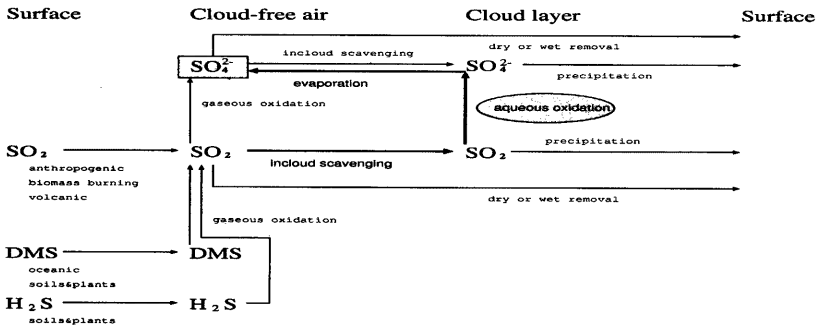 Surface Cloud-free air Cloud layer Surface
dry or wet removal
incloud scavenging
SO₄²⁻ SO₄²⁻
evaporation precipitation
gaseous oxidation aqueous oxidation
precipitation
SO₂ SO₂ SO₂
anthropogenic incloud scavenging
biomass burning
volcanic
dry or wet removal
gaseous oxidation
DMS DMS
oceanic
soils&plants
H₂S H₂S
soils&plants